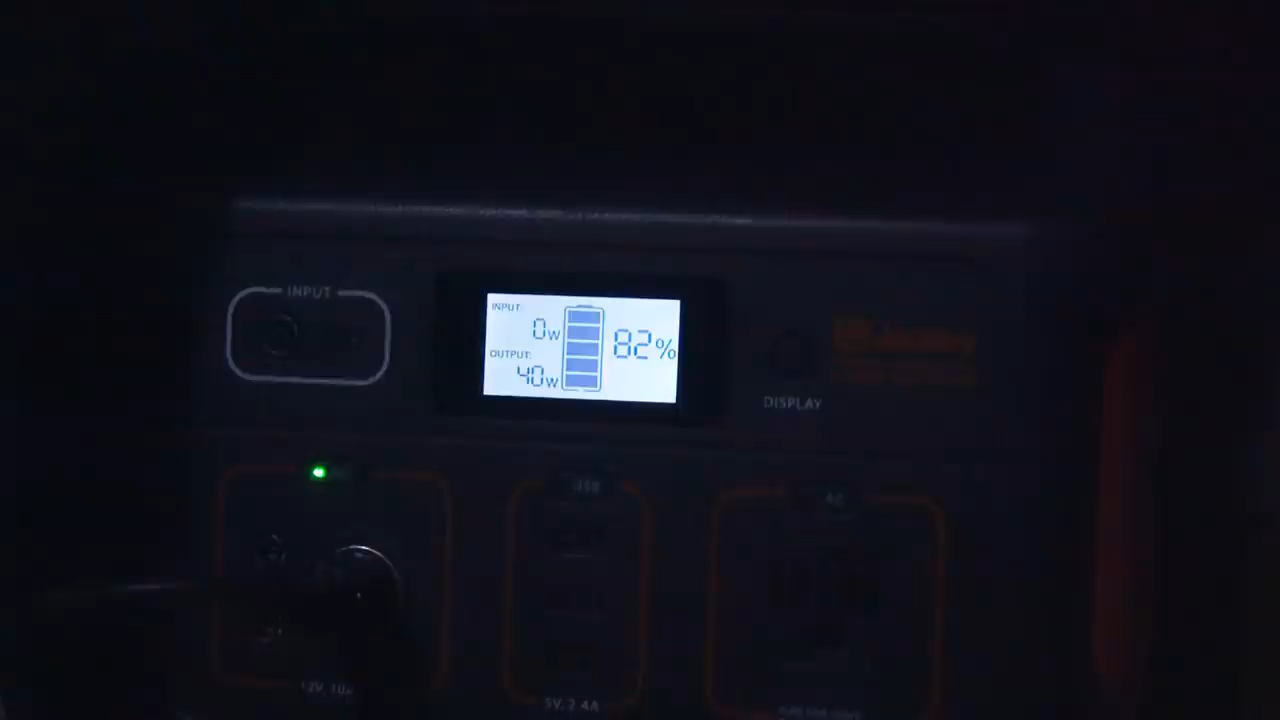 INPUT
INPUT:
0W
OUTPUT:
40W
82%
DISPLAY
USB
AC
12V, 10A
5V, 2.4A